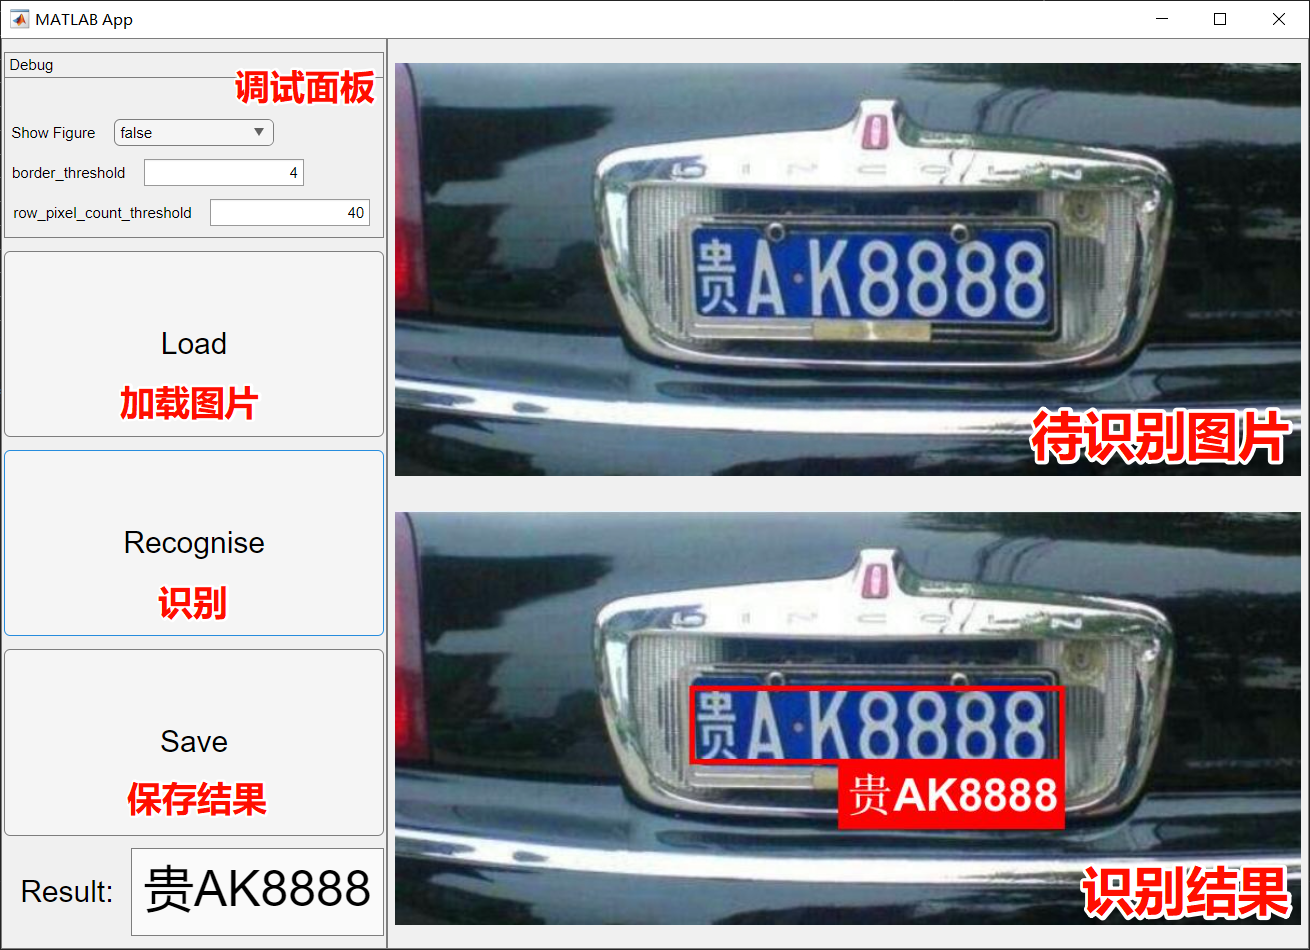 MATLAB App
Debug
调试面板
Show Figure false
border_threshold 4
row_pixel_count_threshold 40
Load
加载图片
Recognise
识别
Save
保存结果
Result: 贵AK8888
贵A·K8888
待识别图片
贵A·K8888
贵AK8888
识别结果